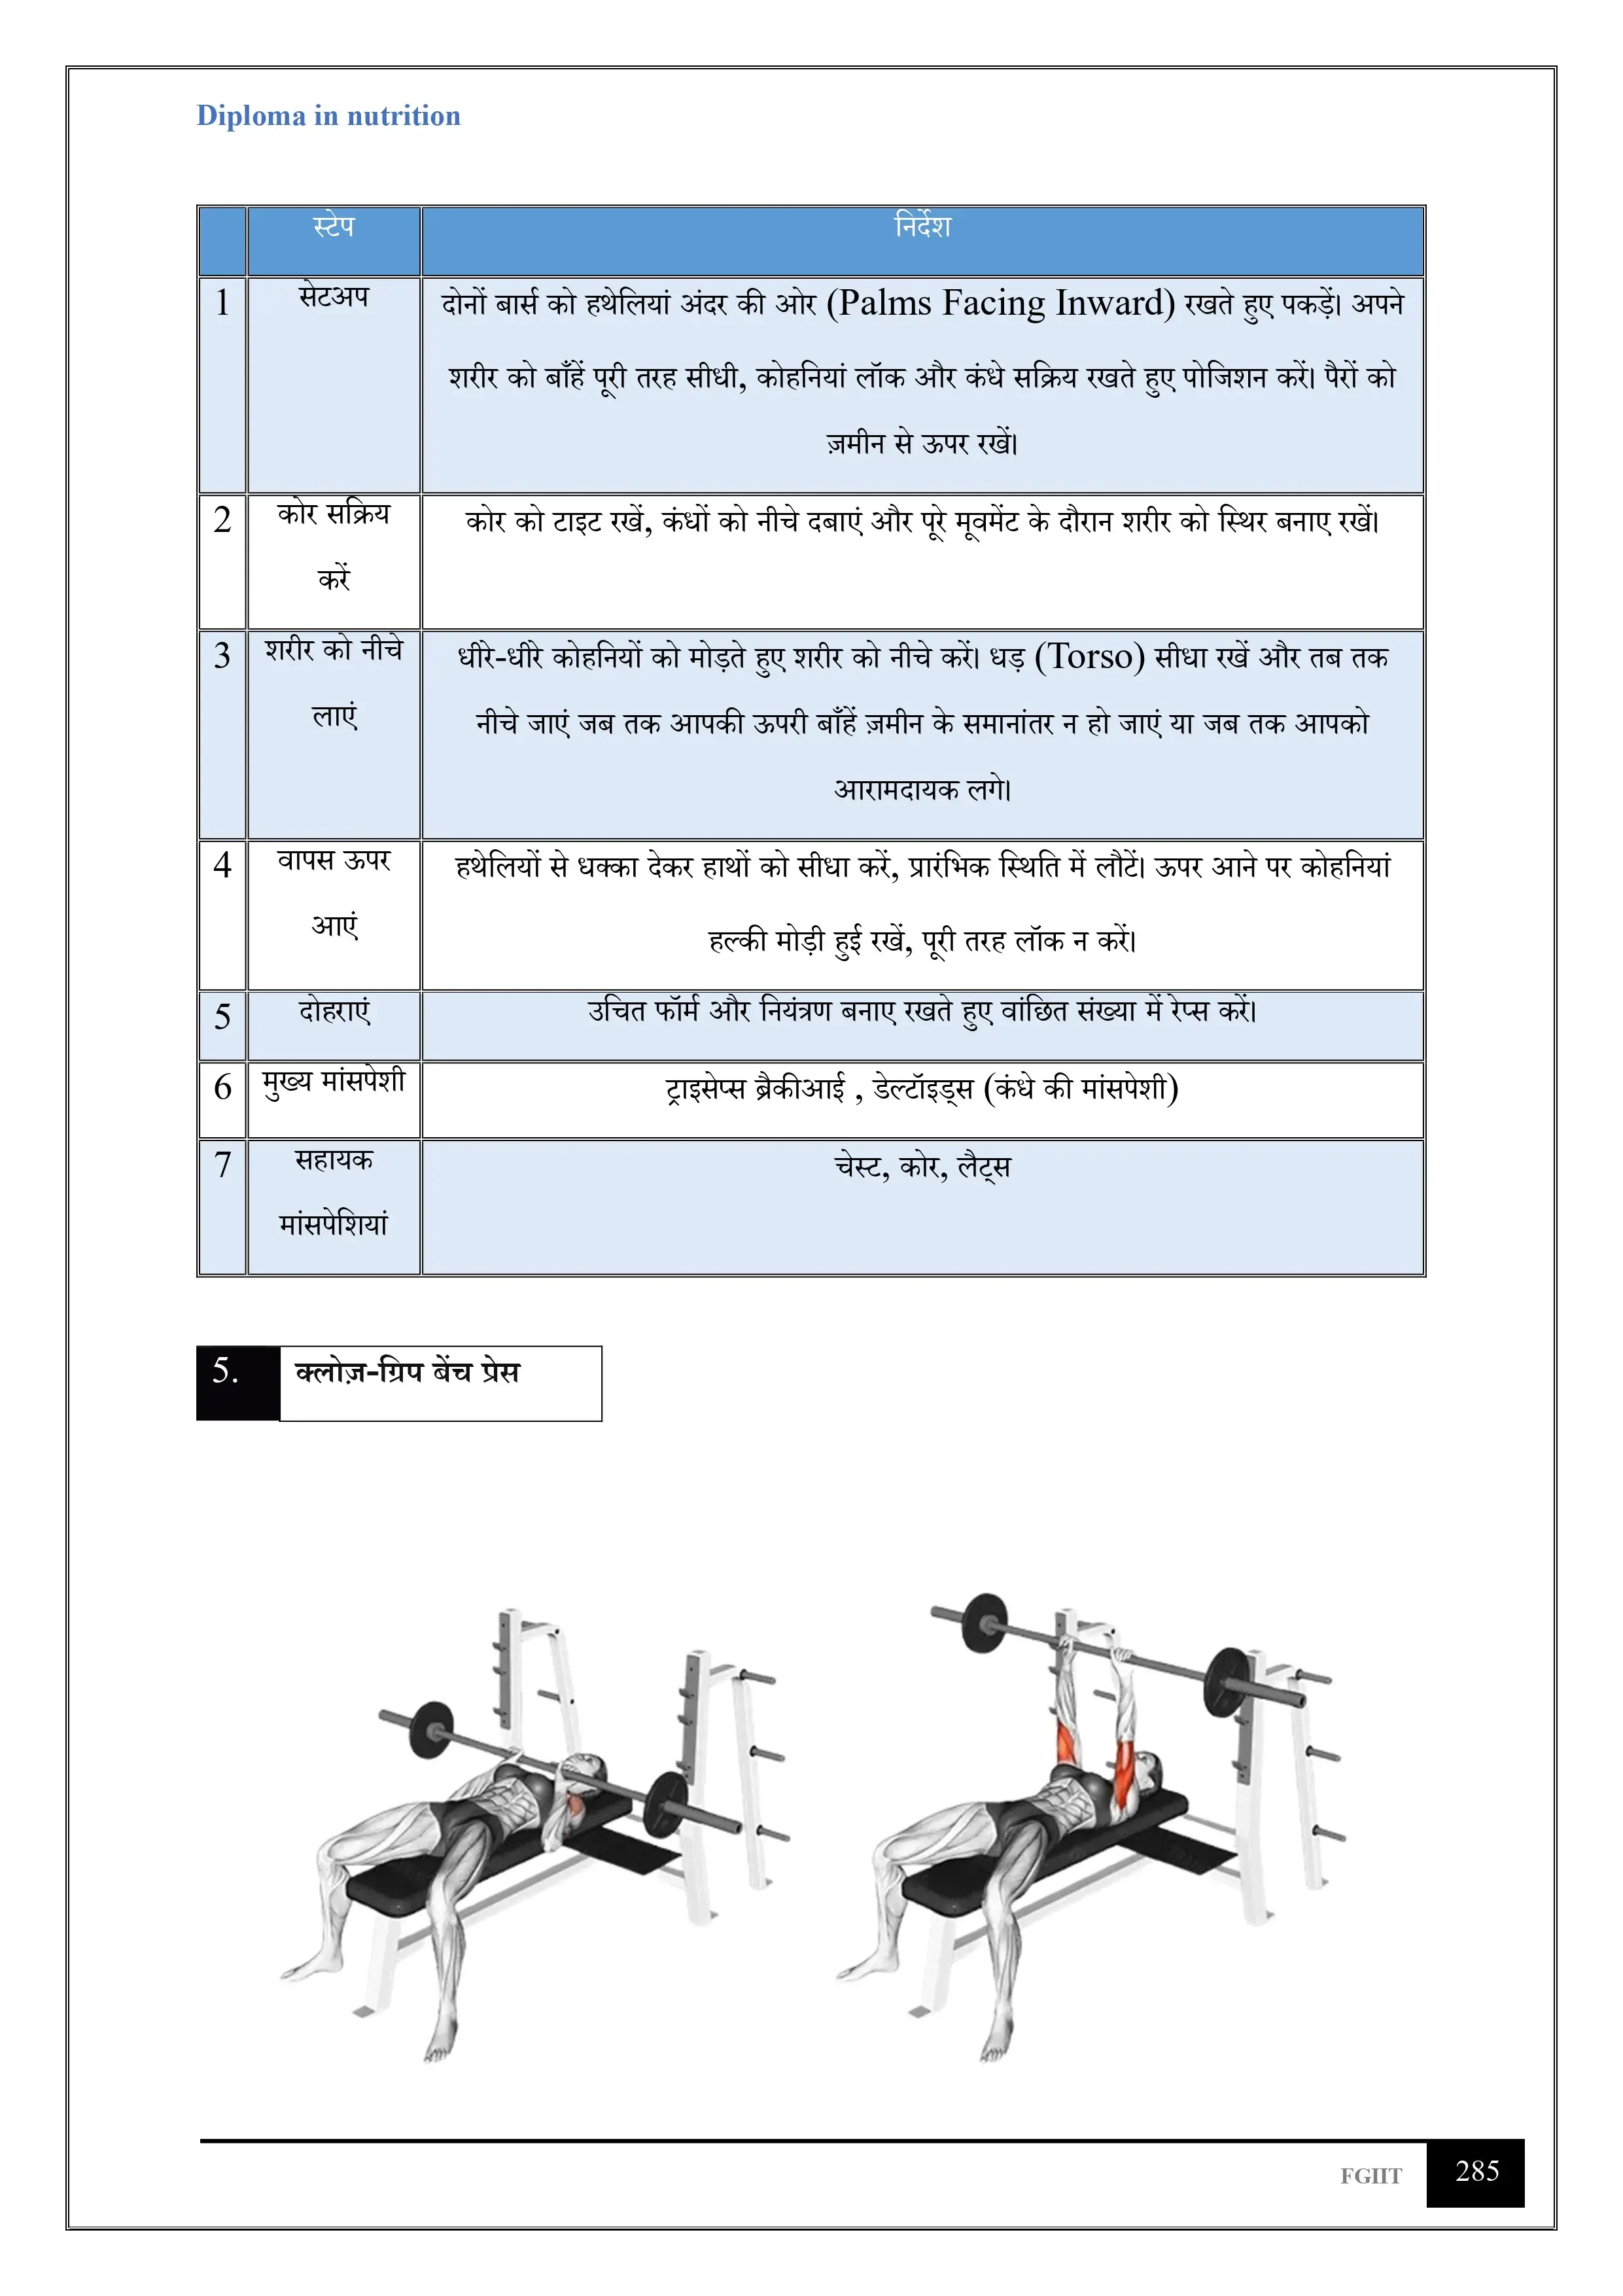 Diploma in nutrition
स्टेप निर्देश
1 सेटअप दोनों बार्स को हथेलियां अंदर की ओर (Palms Facing Inward) रखते हुए पकड़ें। अपने
शरीर को बाँहें पूरी तरह सीधी, कोहनियां लॉक और कंधे सक्रिय रखते हुए पोजिशन करें। पैरों को
ज़मीन से ऊपर रखें।
2 कोर सक्रिय कोर को टाइट रखें, कंधों को नीचे दबाएं और पूरे मूवमेंट के दौरान शरीर को स्थिर बनाए रखें।
करें
3 शरीर को नीचे धीरे-धीरे कोहनियों को मोड़ते हुए शरीर को नीचे करें। धड़ (Torso) सीधा रखें और तब तक
लाएं नीचे जाएं जब तक आपकी ऊपरी बाँहें ज़मीन के समानांतर न हो जाएं या जब तक आपको
आरामदायक लगे।
4 वापस ऊपर हथेलियों से धक्का देकर हाथों को सीधा करें, प्रारंभिक स्थिति में लौटें। ऊपर आने पर कोहनियां
आएं हल्की मोड़ी हुई रखें, पूरी तरह लॉक न करें।
5 दोहराएं उचित फॉर्म और नियंत्रण बनाए रखते हुए वांछित संख्या में रेप्स करें।
6 मुख्य मांसपेशी ट्राइसेप्स ब्रैकीआई , डेल्टॉइड्स (कंधे की मांसपेशी)
7 सहायक चेस्ट, कोर, लैट्स
मांसपेशियां
5. क्लोज़-ग्रिप बेंच प्रेस
FGIIT 285